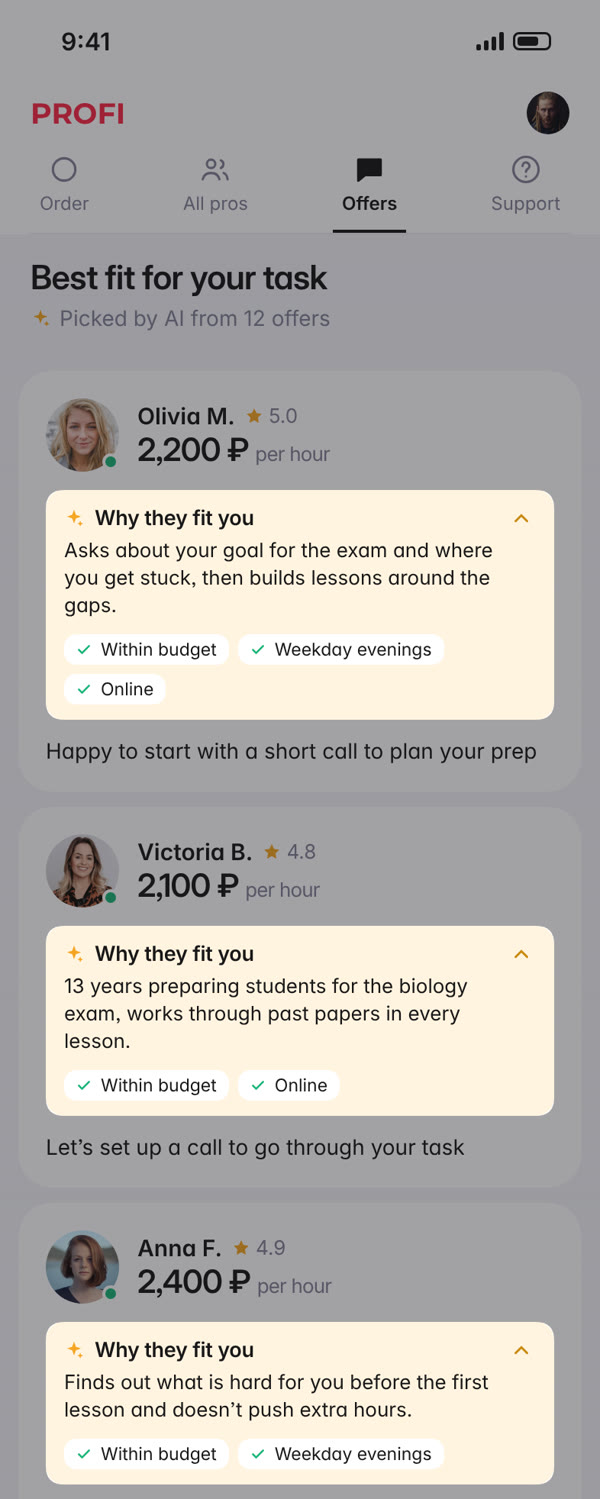 9:41
PROFI
Order
All pros
Offers
Support
Best fit for your task
Picked by AI from 12 offers
Olivia M. 5.0
2,200 ₽ per hour
Why they fit you
Asks about your goal for the exam and where
you get stuck, then builds lessons around the
gaps.
Within budget
Weekday evenings
Online
Happy to start with a short call to plan your prep
Victoria B. 4.8
2,100 ₽ per hour
Why they fit you
13 years preparing students for the biology
exam, works through past papers in every
lesson.
Within budget
Online
Let’s set up a call to go through your task
Anna F. 4.9
2,400 ₽ per hour
Why they fit you
Finds out what is hard for you before the first
lesson and doesn’t push extra hours.
Within budget
Weekday evenings